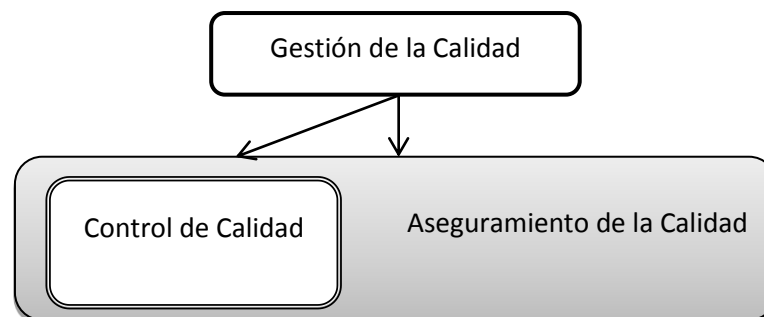 Gestión de la Calidad
Control de Calidad
Aseguramiento de la Calidad